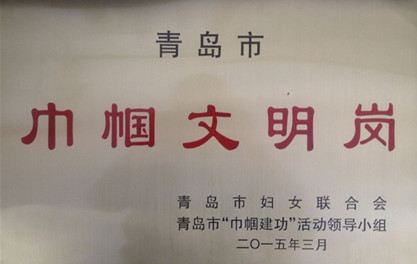 青岛市
巾帼文明岗
青岛市妇女联合会
青岛市“巾帼建功”活动领导小组
二〇一五年三月